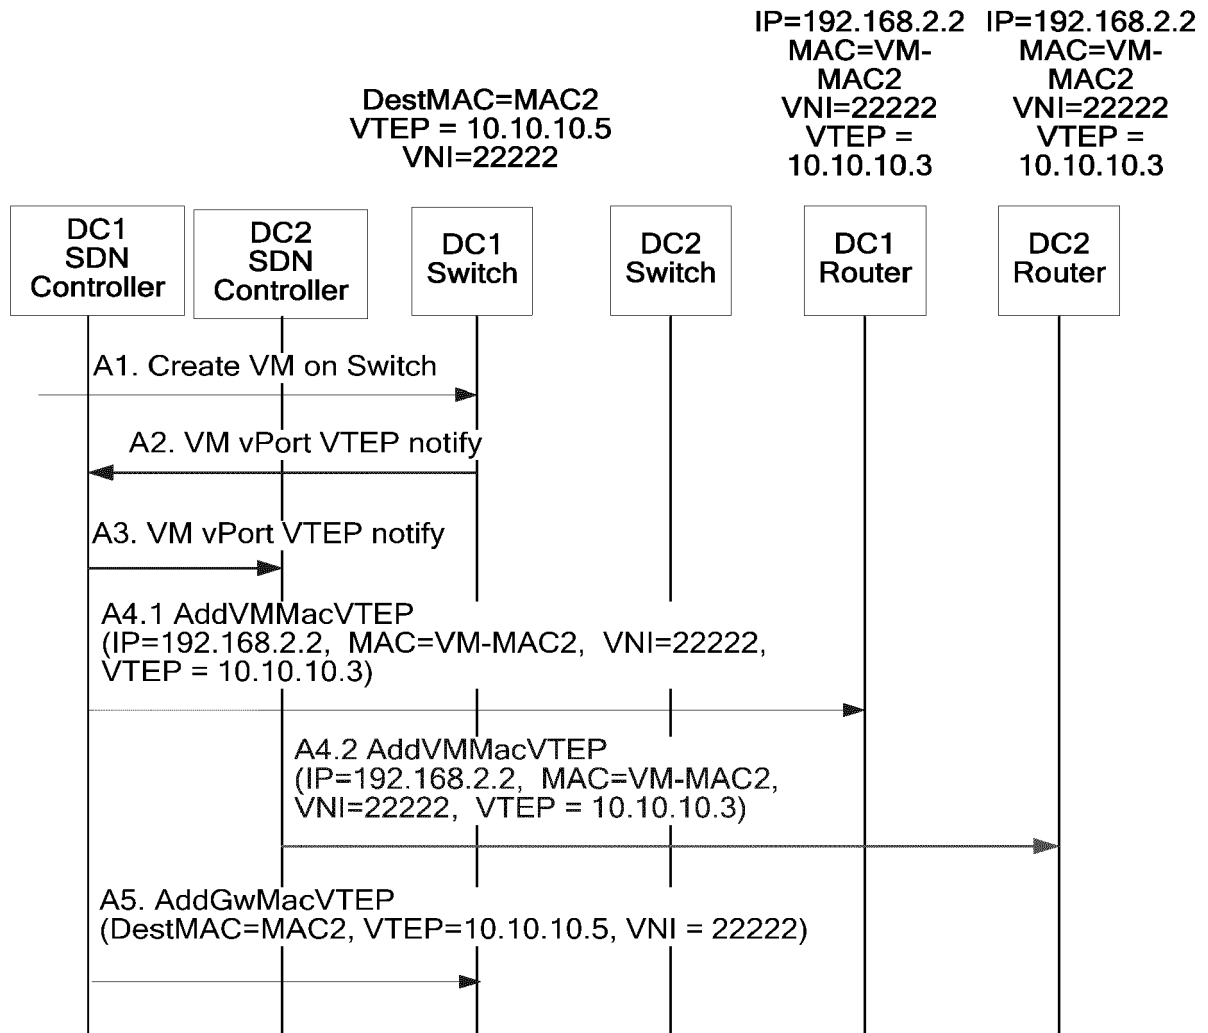 IP=192.168.2.2
MAC=VM-
MAC2
VNI=22222
VTEP =
10.10.10.3
IP=192.168.2.2
MAC=VM-
MAC2
VNI=22222
VTEP =
10.10.10.3
DestMAC=MAC2
VTEP = 10.10.10.5
VNI=22222
DC1
SDN
Controller
DC2
SDN
Controller
DC1
Switch
DC2
Switch
DC1
Router
DC2
Router
A1. Create VM on Switch
A2. VM vPort VTEP notify
A3. VM vPort VTEP notify
A4.1 AddVMMacVTEP
(IP=192.168.2.2, MAC=VM-MAC2, VNI=22222,
VTEP = 10.10.10.3)
A4.2 AddVMMacVTEP
(IP=192.168.2.2, MAC=VM-MAC2,
VNI=22222, VTEP = 10.10.10.3)
A5. AddGwMacVTEP
(DestMAC=MAC2, VTEP=10.10.10.5, VNI = 22222)